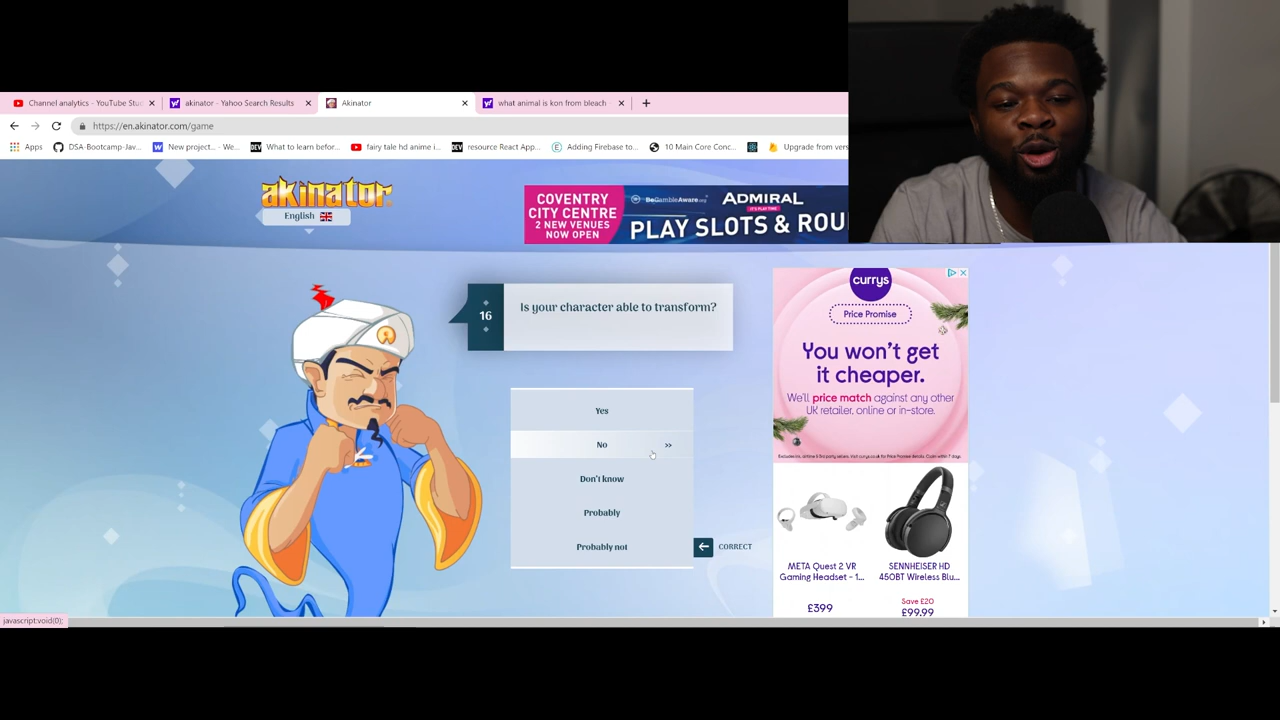 Channel analytics - YouTube Stu
akinator - Yahoo Search Results
Akinator
what animal is kon from bleach
https://en.akinator.com/game
Apps
DSA-Bootcamp-Jav...
New project... - We...
What to learn befor...
fairy tale hd anime i...
resource React App...
Adding Firebase to...
10 Main Core Conc...
Upgrade from vers
akinator
English
COVENTRY
CITY CENTRE
2 NEW VENUES
NOW OPEN
BeGambleAware.org
ADMIRAL
IT'S PLAY TIME
PLAY SLOTS & ROU
16
Is your character able to transform?
Yes
No >>
Don't know
Probably
Probably not
CORRECT
currys
Price Promise
You won't get
it cheaper.
We'll price match against any other
UK retailer, online or in-store.
META Quest 2 VR
Gaming Headset - 1...
£399
SENNHEISER HD
450BT Wireless Blu...
Save £20
£99.99
javascript:void(0);